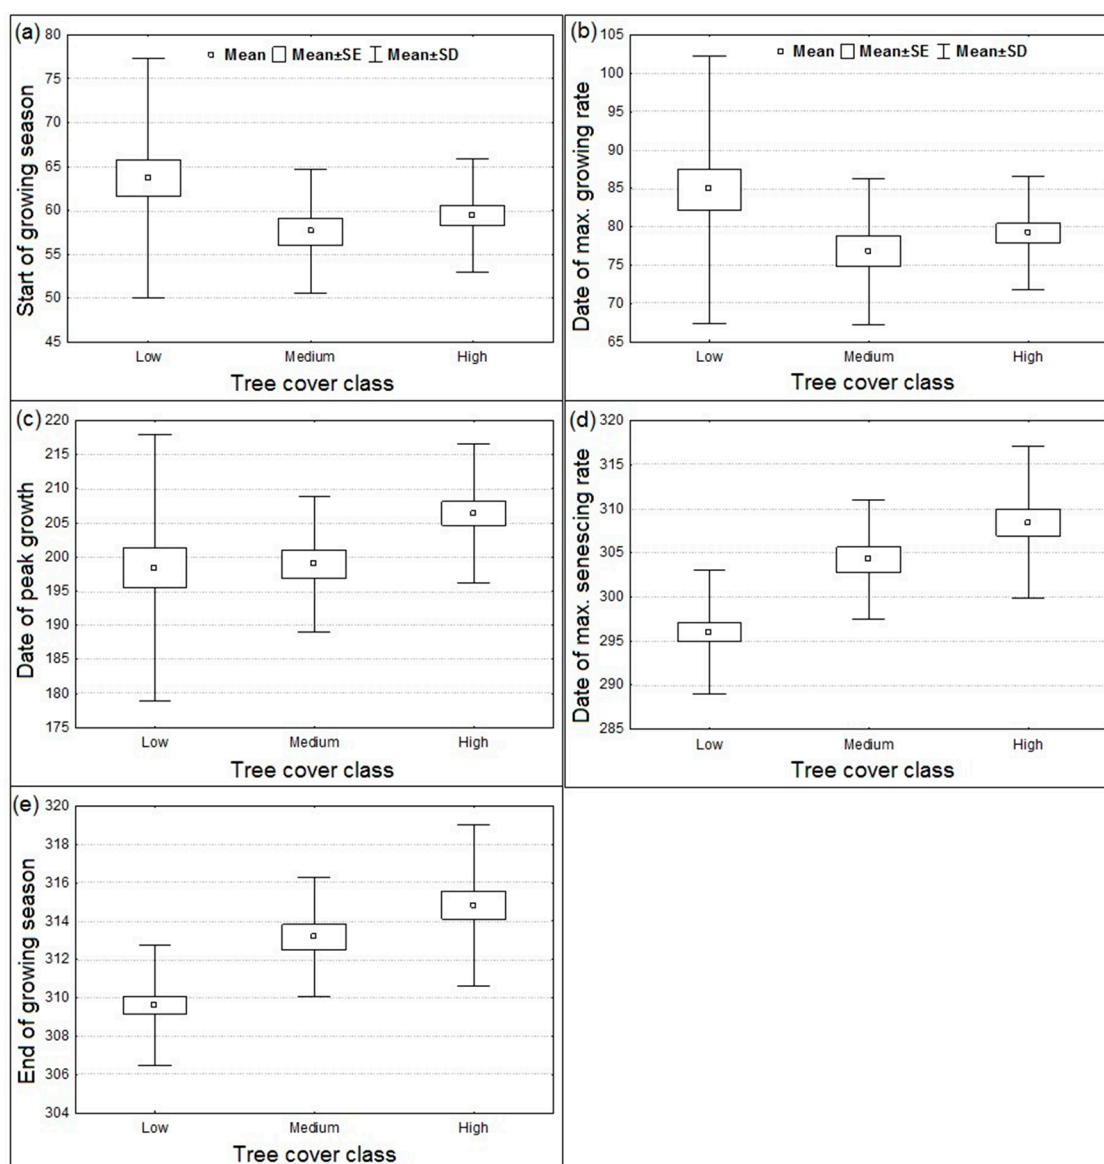 (a)
Mean Mean±SE Mean±SD
Start of growing season
80
75
70
65
60
55
50
45
Low Medium High
Tree cover class
(b)
Mean Mean±SE Mean±SD
Date of max. growing rate
105
100
95
90
85
80
75
70
65
Low Medium High
Tree cover class
(c)
Date of peak growth
220
215
210
205
200
195
190
185
180
175
Low Medium High
Tree cover class
(d)
Date of max. senescing rate
320
315
310
305
300
295
290
285
Low Medium High
Tree cover class
(e)
End of growing season
320
318
316
314
312
310
308
306
304
Low Medium High
Tree cover class